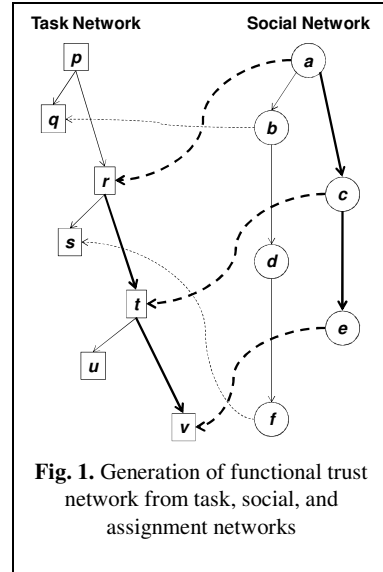 Task Network Social Network
p a
q b
r c
s d
t e
u f
v
Fig. 1. Generation of functional trust
network from task, social, and
assignment networks